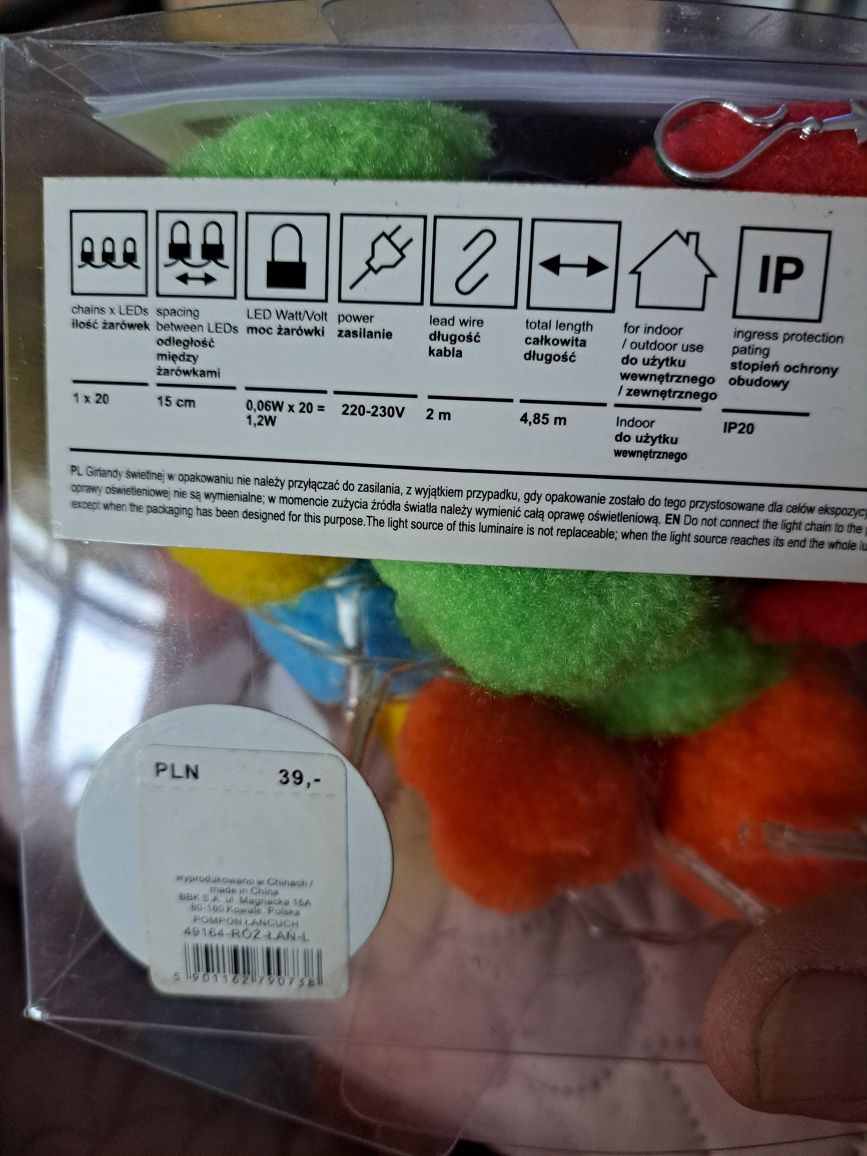 IP
chains x LEDs
ilość żarówek
1 x 20
spacing
between LEDs
odległość
między
żarówkami
15 cm
LED Watt/Volt
moc żarówki
0,06W x 20 =
1,2W
power
zasilanie
220-230V
lead wire
długość
kabla
2 m
total length
całkowita
długość
4,85 m
for indoor
/ outdoor use
do użytku
wewnętrznego
/ zewnętrznego
Indoor
do użytku
wewnętrznego
ingress protection
pating
stopień ochrony
obudowy
IP20
PL Girlandy świetlnej w opakowaniu nie należy przyłączać do zasilania, z wyjątkiem przypadku, gdy opakowanie zostało do tego przystosowane dla celów
oprawy oświetleniowej nie są wymienialne; w momencie zużycia źródła światła należy wymienić całą oprawę oświetleniową. EN Do not connect the light chain to the
except when the packaging has been designed for this purpose.The light source of this luminaire is not replaceable; when the light source reaches its end the whole
PLN 39,-
wyprodukowano w Chinach /
made in China
BBK S.A. ul. Magnacka 15A
80-180 Kowale, Polska
POMPON ŁAŃCUCH
49164-RÓŻ-ŁAŃ-L
5 901162 790738